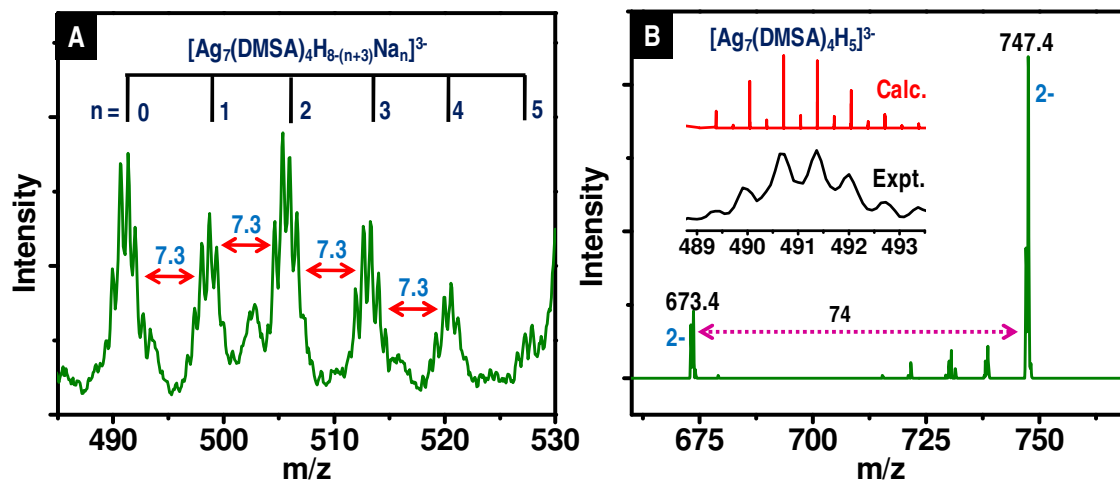 A
[Ag7(DMSA)4H8-(n+3)Nan]3-
n = 0 1 2 3 4 5
7.3
7.3
7.3
7.3
Intensity
490 500 510 520 530
m/z
B
[Ag7(DMSA)4H5]3-
747.4
2-
Calc.
Expt.
489 490 491 492 493
673.4
2-
74
Intensity
675 700 725 750
m/z